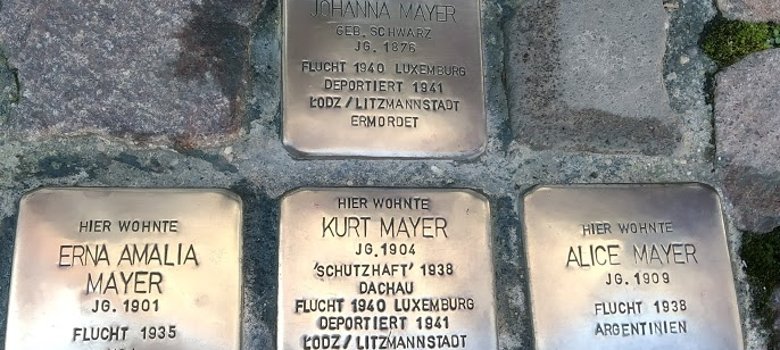 JOHANNA MAYER
GEB. SCHWARZ
JG. 1876
FLUCHT 1940 LUXEMBURG
DEPORTIERT 1941
ŁODZ/LITZMANNSTADT
ERMORDET
HIER WOHNTE
ERNA AMALIA
MAYER
JG. 1901
FLUCHT 1935
HIER WOHNTE
KURT MAYER
JG. 1904
'SCHUTZHAFT' 1938
DACHAU
FLUCHT 1940 LUXEMBURG
DEPORTIERT 1941
ŁODZ/LITZMANNSTADT
HIER WOHNTE
ALICE MAYER
JG. 1909
FLUCHT 1938
ARGENTINIEN